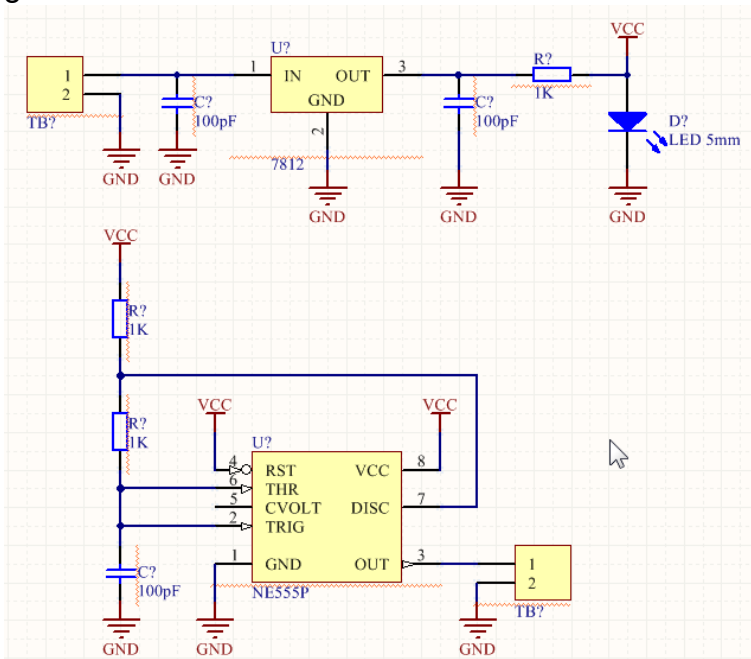 VCC
U?
1 IN OUT 3
R?
1K
1
2
TB?
C?
100pF
GND
2
7812
C?
100pF
D?
LED 5mm
GND
GND
GND
GND
GND
VCC
R?
1K
R?
1K
VCC
VCC
U?
4 RST VCC 8
6 THR
5 CVOLT DISC 7
2 TRIG
1 GND OUT 3
NE555P
C?
100pF
1
2
TB?
GND
GND
GND